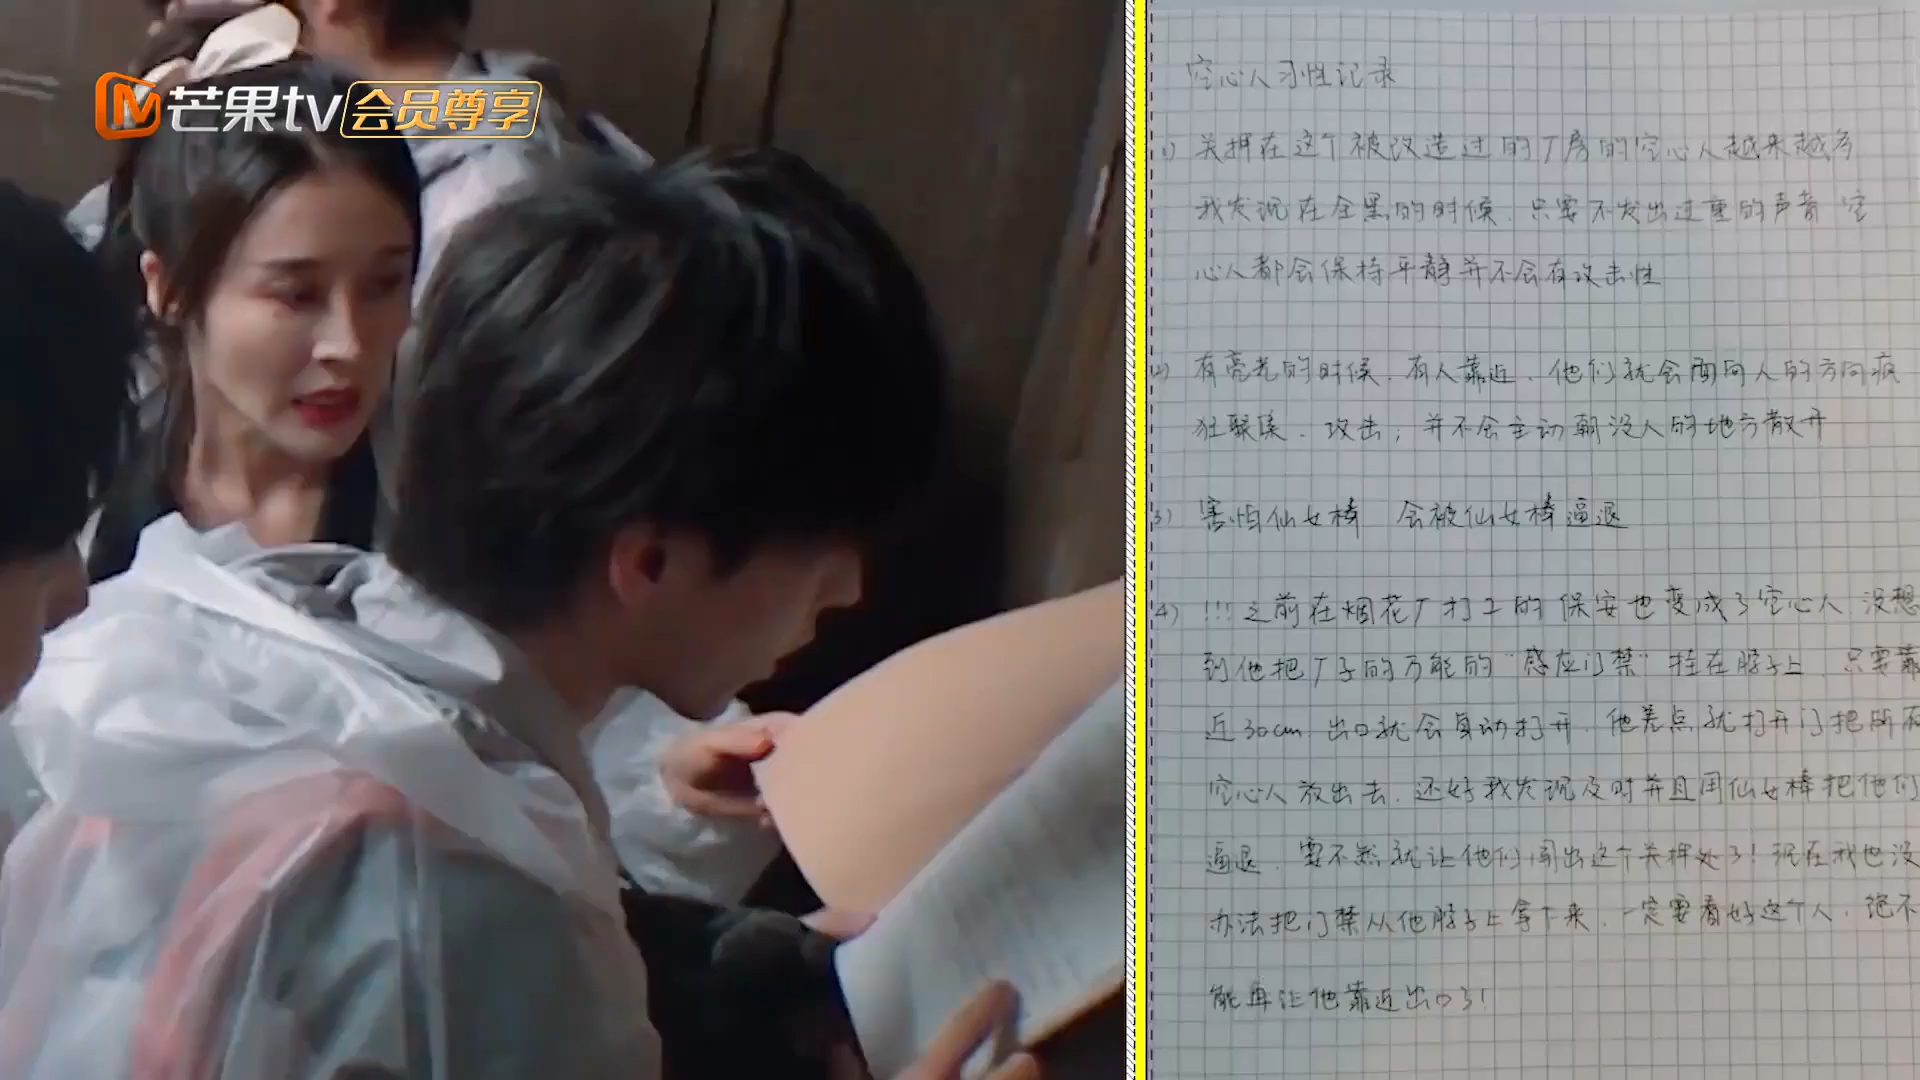 芒果tv 会员尊享
空心人习性记录
1) 关押在这个被改造过的厂房的空心人越来越多
我发现在全黑的时候、只要不发出过重的声音 空
心人都会保持平静并不会有攻击性
2) 有亮光的时候、有人靠近、他们就会面向人的方向疯
狂聚集、攻击；并不会主动朝没人的地方散开
3) 害怕仙女棒 会被仙女棒逼退
4) !!! 之前在烟花厂打工的保安也变成了空心人 没想
到他把厂子的万能的"感应门禁"挂在脖子上、只要靠
近30cm 出口就会自动打开、他差点就打开门把所有
空心人放出去、还好我发现及时并且用仙女棒把他们
逼退、要不然就让他们闯出这个关押处了！现在我也没
办法把门禁从他脖子上拿下来、一定要看好这个人、绝不
能再让他靠近出口了！